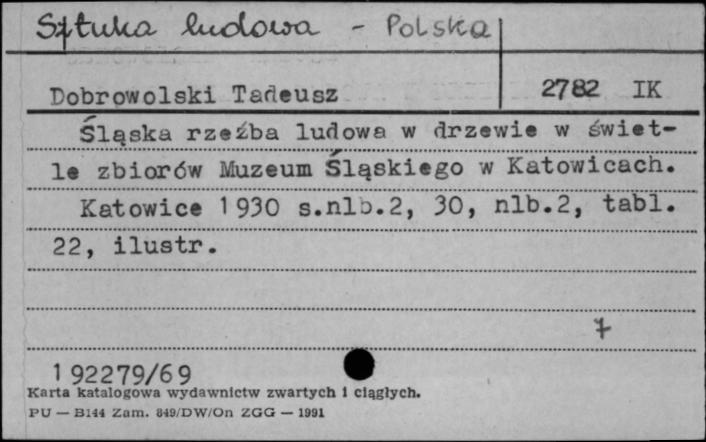 Sztuka ludowa - Polska
Dobrowolski Tadeusz 2782 IK
Śląska rzeźba ludowa w drzewie w świet-
le zbiorów Muzeum Śląskiego w Katowicach.
Katowice 1930 s.nlb.2, 30, nlb.2, tabl.
22, ilustr.
7
192279/69
Karta katalogowa wydawnictw zwartych i ciągłych.
PU — B144 Zam. 849/DW/On ZGG — 1991